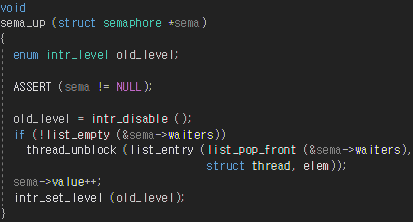 void
sema_up (struct semaphore *sema)
{
  enum intr_level old_level;

  ASSERT (sema != NULL);

  old_level = intr_disable ();
  if (!list_empty (&sema->waiters))
    thread_unblock (list_entry (list_pop_front (&sema->waiters),
                                struct thread, elem));
  sema->value++;
  intr_set_level (old_level);
}